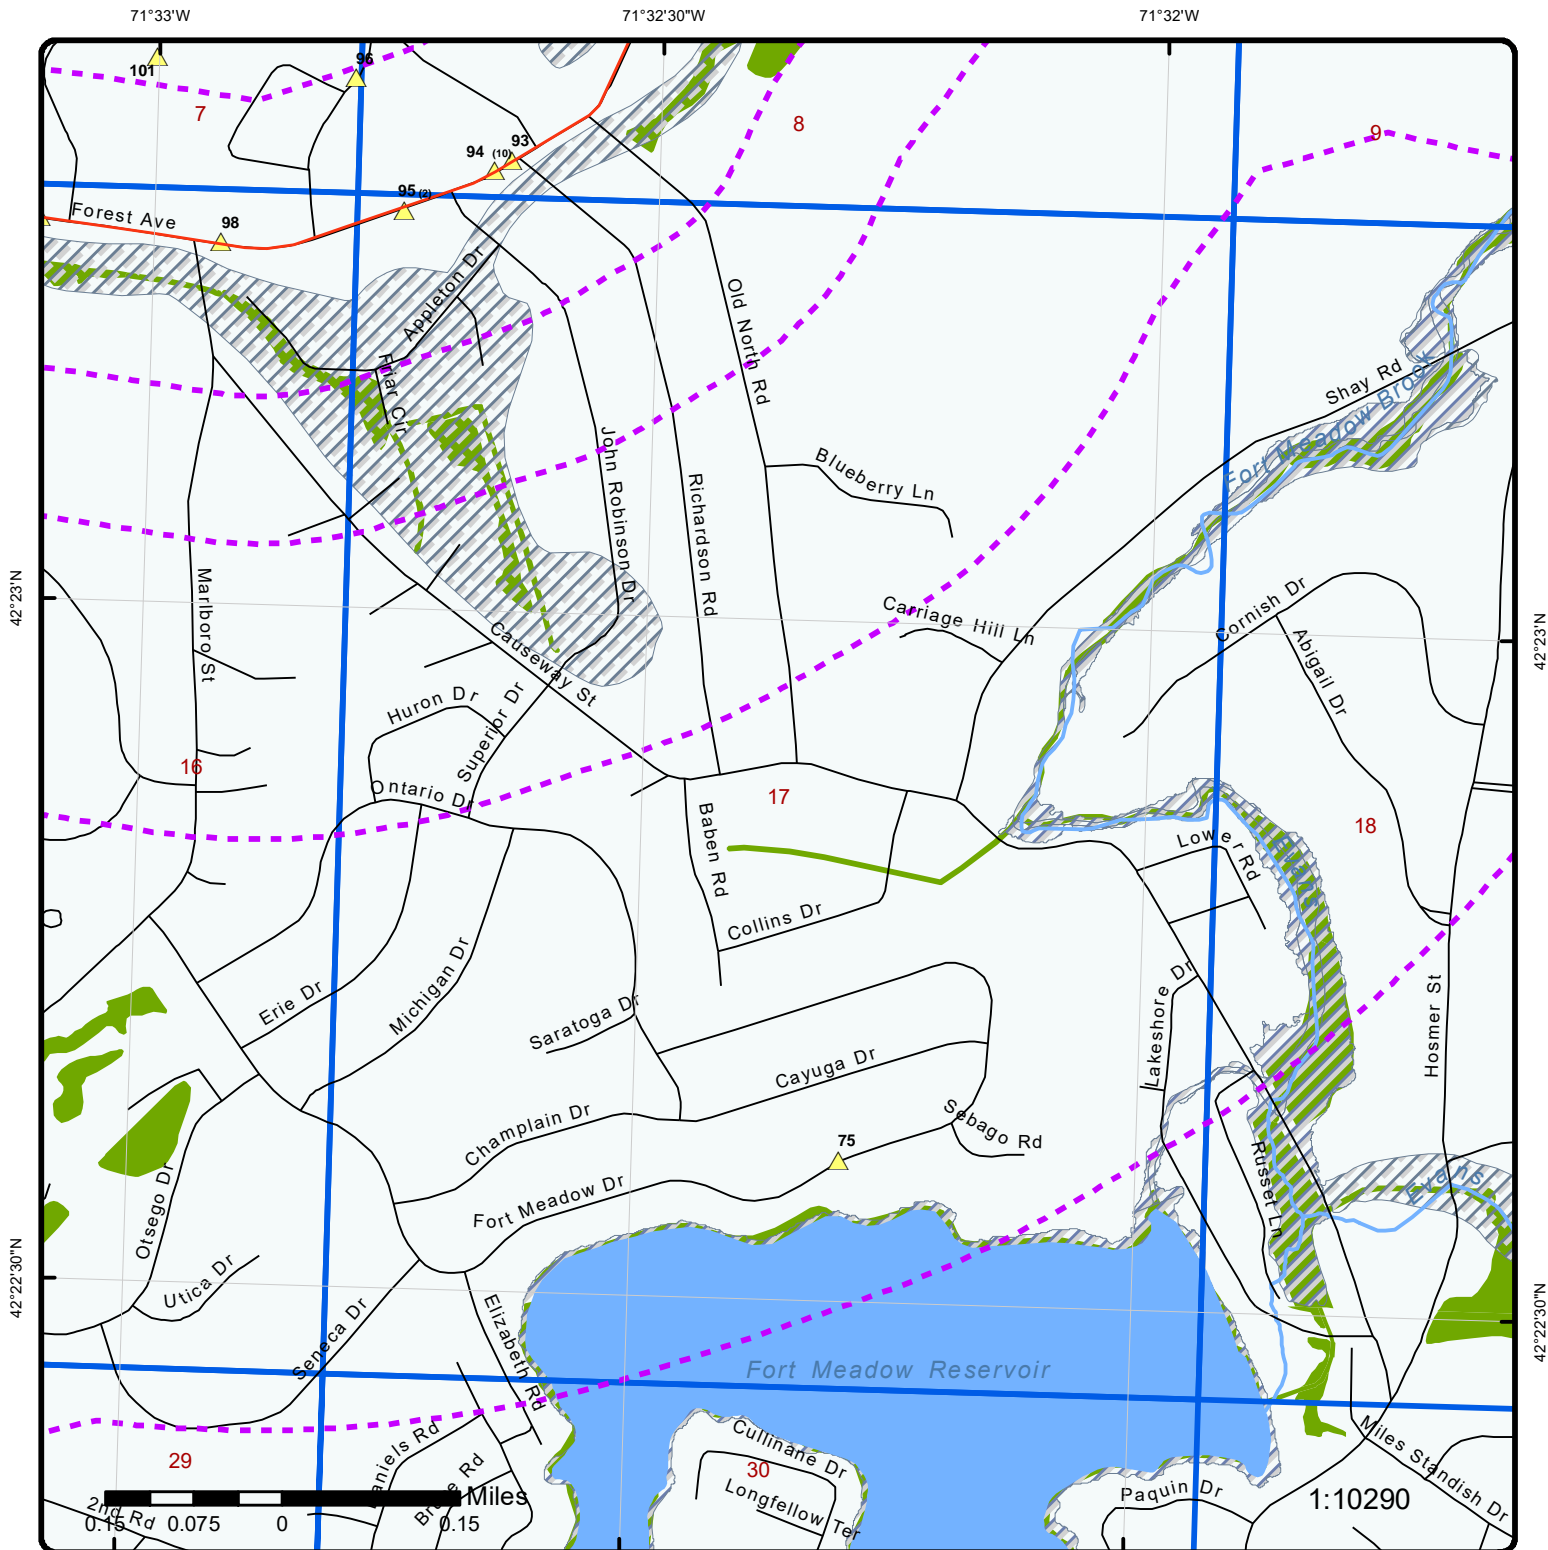 71°33'W
71°32'30"W
71°32'W
101
96
7
8
9
94 (10)
93
95 (2)
98
Forest Ave
Appleton Dr
Friar Cir
Old North Rd
Shay Rd
Fort Meadow Brook
John Robinson Dr
Richardson Rd
Blueberry Ln
42°23'N
42°23'N
Marlboro St
Carriage Hill Ln
Cornish Dr
Abigail Dr
Causeway St
Huron Dr
Superior Dr
Ontario Dr
16
17
18
Baben Rd
Lower Rd
Evans
Collins Dr
Erie Dr
Michigan Dr
Saratoga Dr
Lakeshore Dr
Hosmer St
Cayuga Dr
Champlain Dr
Sebago Rd
75
Otsego Dr
Fort Meadow Dr
Russet Ln
Evans
42°22'30"N
42°22'30"N
Utica Dr
Seneca Dr
Elizabeth Rd
Fort Meadow Reservoir
29
30
Cullinane Dr
Longfellow Ter
Paquin Dr
Miles Standish Dr
2nd Rd
Miles
0.15
0.075
0
0.15
1:10290